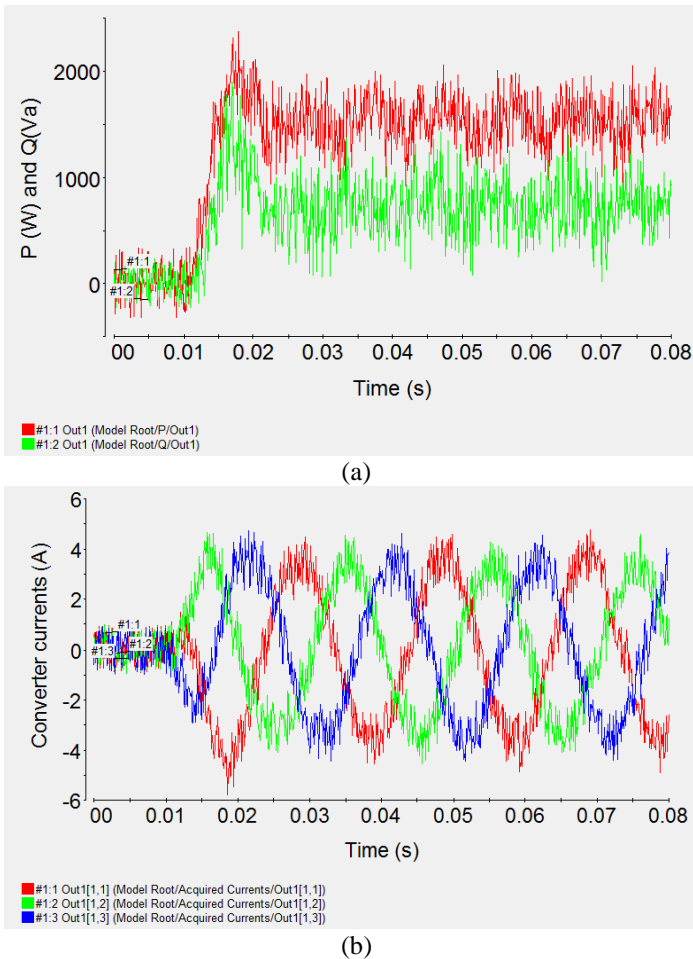 P (W) and Q(Va)
2000
1000
0
#1:1
#1:2
00 0.01 0.02 0.03 0.04 0.05 0.06 0.07 0.08
Time (s)
#1:1 Out1 (Model Root/P/Out1)
#1:2 Out1 (Model Root/Q/Out1)
(a)
Converter currents (A)
6
4
2
0
-2
-4
-6
#1:1
#1:2
#1:3
00 0.01 0.02 0.03 0.04 0.05 0.06 0.07 0.08
Time (s)
#1:1 Out1[1,1] (Model Root/Acquired Currents/Out1[1,1])
#1:2 Out1[1,2] (Model Root/Acquired Currents/Out1[1,2])
#1:3 Out1[1,3] (Model Root/Acquired Currents/Out1[1,3])
(b)